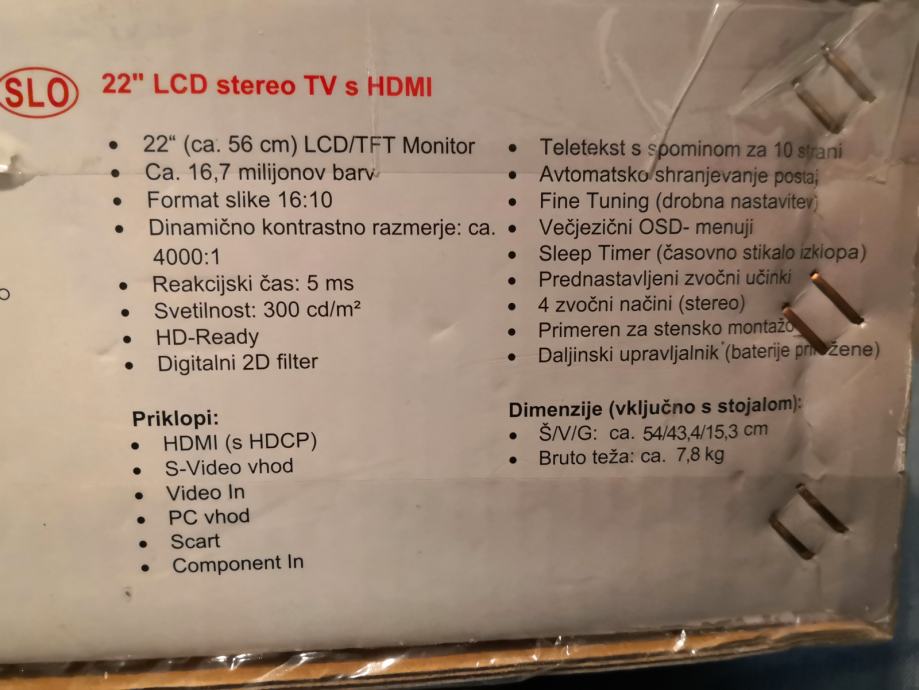 SLO
22" LCD stereo TV s HDMI
• 22“ (ca. 56 cm) LCD/TFT Monitor
• Ca. 16,7 milijonov barv
• Format slike 16:10
• Dinamično kontrastno razmerje: ca.
4000:1
• Reakcijski čas: 5 ms
• Svetilnost: 300 cd/m²
• HD-Ready
• Digitalni 2D filter
Priklopi:
• HDMI (s HDCP)
• S-Video vhod
• Video In
• PC vhod
• Scart
• Component In
• Teletekst s spominom za 10 strani
• Avtomatsko shranjevanje postaj
• Fine Tuning (drobna nastavitev)
• Večjezični OSD- menuji
• Sleep Timer (časovno stikalo izklopa)
• Prednastavljeni zvočni učinki
• 4 zvočni načini (stereo)
• Primeren za stensko montažo
• Daljinski upravljalnik (baterije
Dimenzije (vključno s stojalom):
• Š/V/G: ca. 54/43,4/15,3 cm
• Bruto teža: ca. 7,8 kg